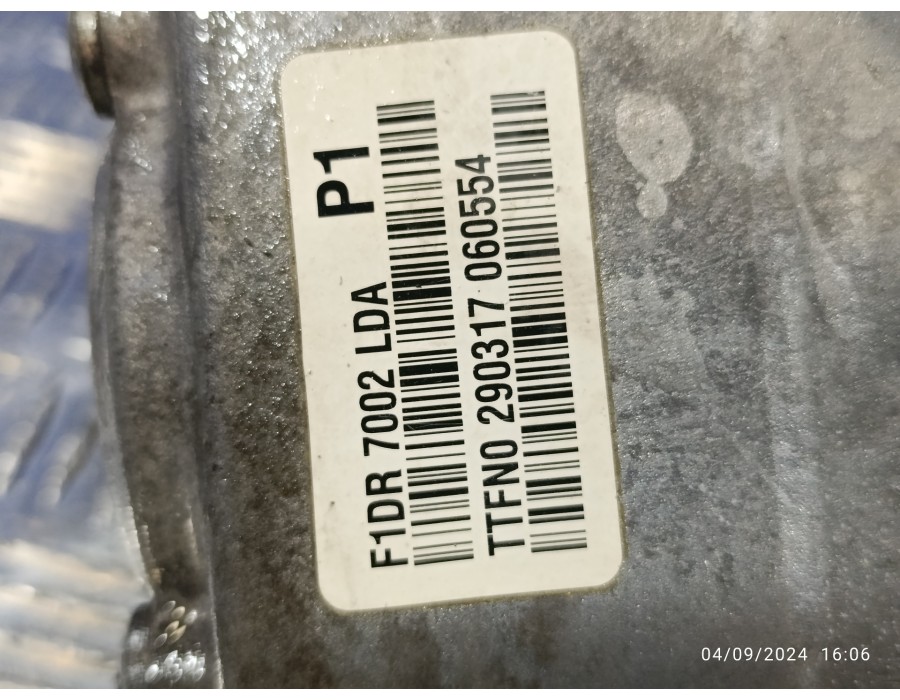 P1
F1DR 7002 LDA
TTFN0 290317 060554
04/09/2024 16:06